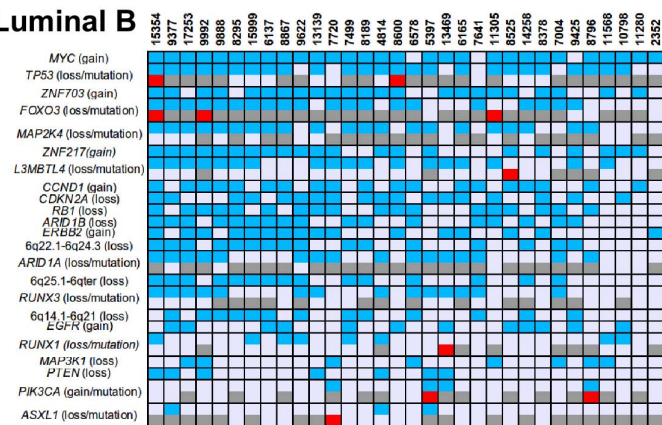 Luminal B
15354 9377 17253 9992 9888 8295 15999 6137 8867 9622 13139 17720 7499 9189 4814 8600 6578 5397 13469 6165 7641 11305 8525 14258 8378 7004 9425 8796 11568 10798 11280 12352
MYC (gain)
TP53 (loss/mutation)
ZNF703 (gain)
FOXO3 (loss/mutation)
MAP2K4 (loss/mutation)
ZNF217(gain)
L3MBTL4 (loss/mutation)
CCND1 (gain)
CDKN2A (loss)
RB1 (loss)
ARID1B (loss)
ERBB2 (gain)
6q22.1-6q24.3 (loss)
ARID1A (loss/mutation)
6q25.1-6qter (loss)
RUNX3 (loss/mutation)
6q14.1-6q21 (loss)
EGFR (gain)
RUNX1 (loss/mutation)
MAP3K1 (loss)
PTEN (loss)
PIK3CA (gain/mutation)
ASXL1 (loss/mutation)